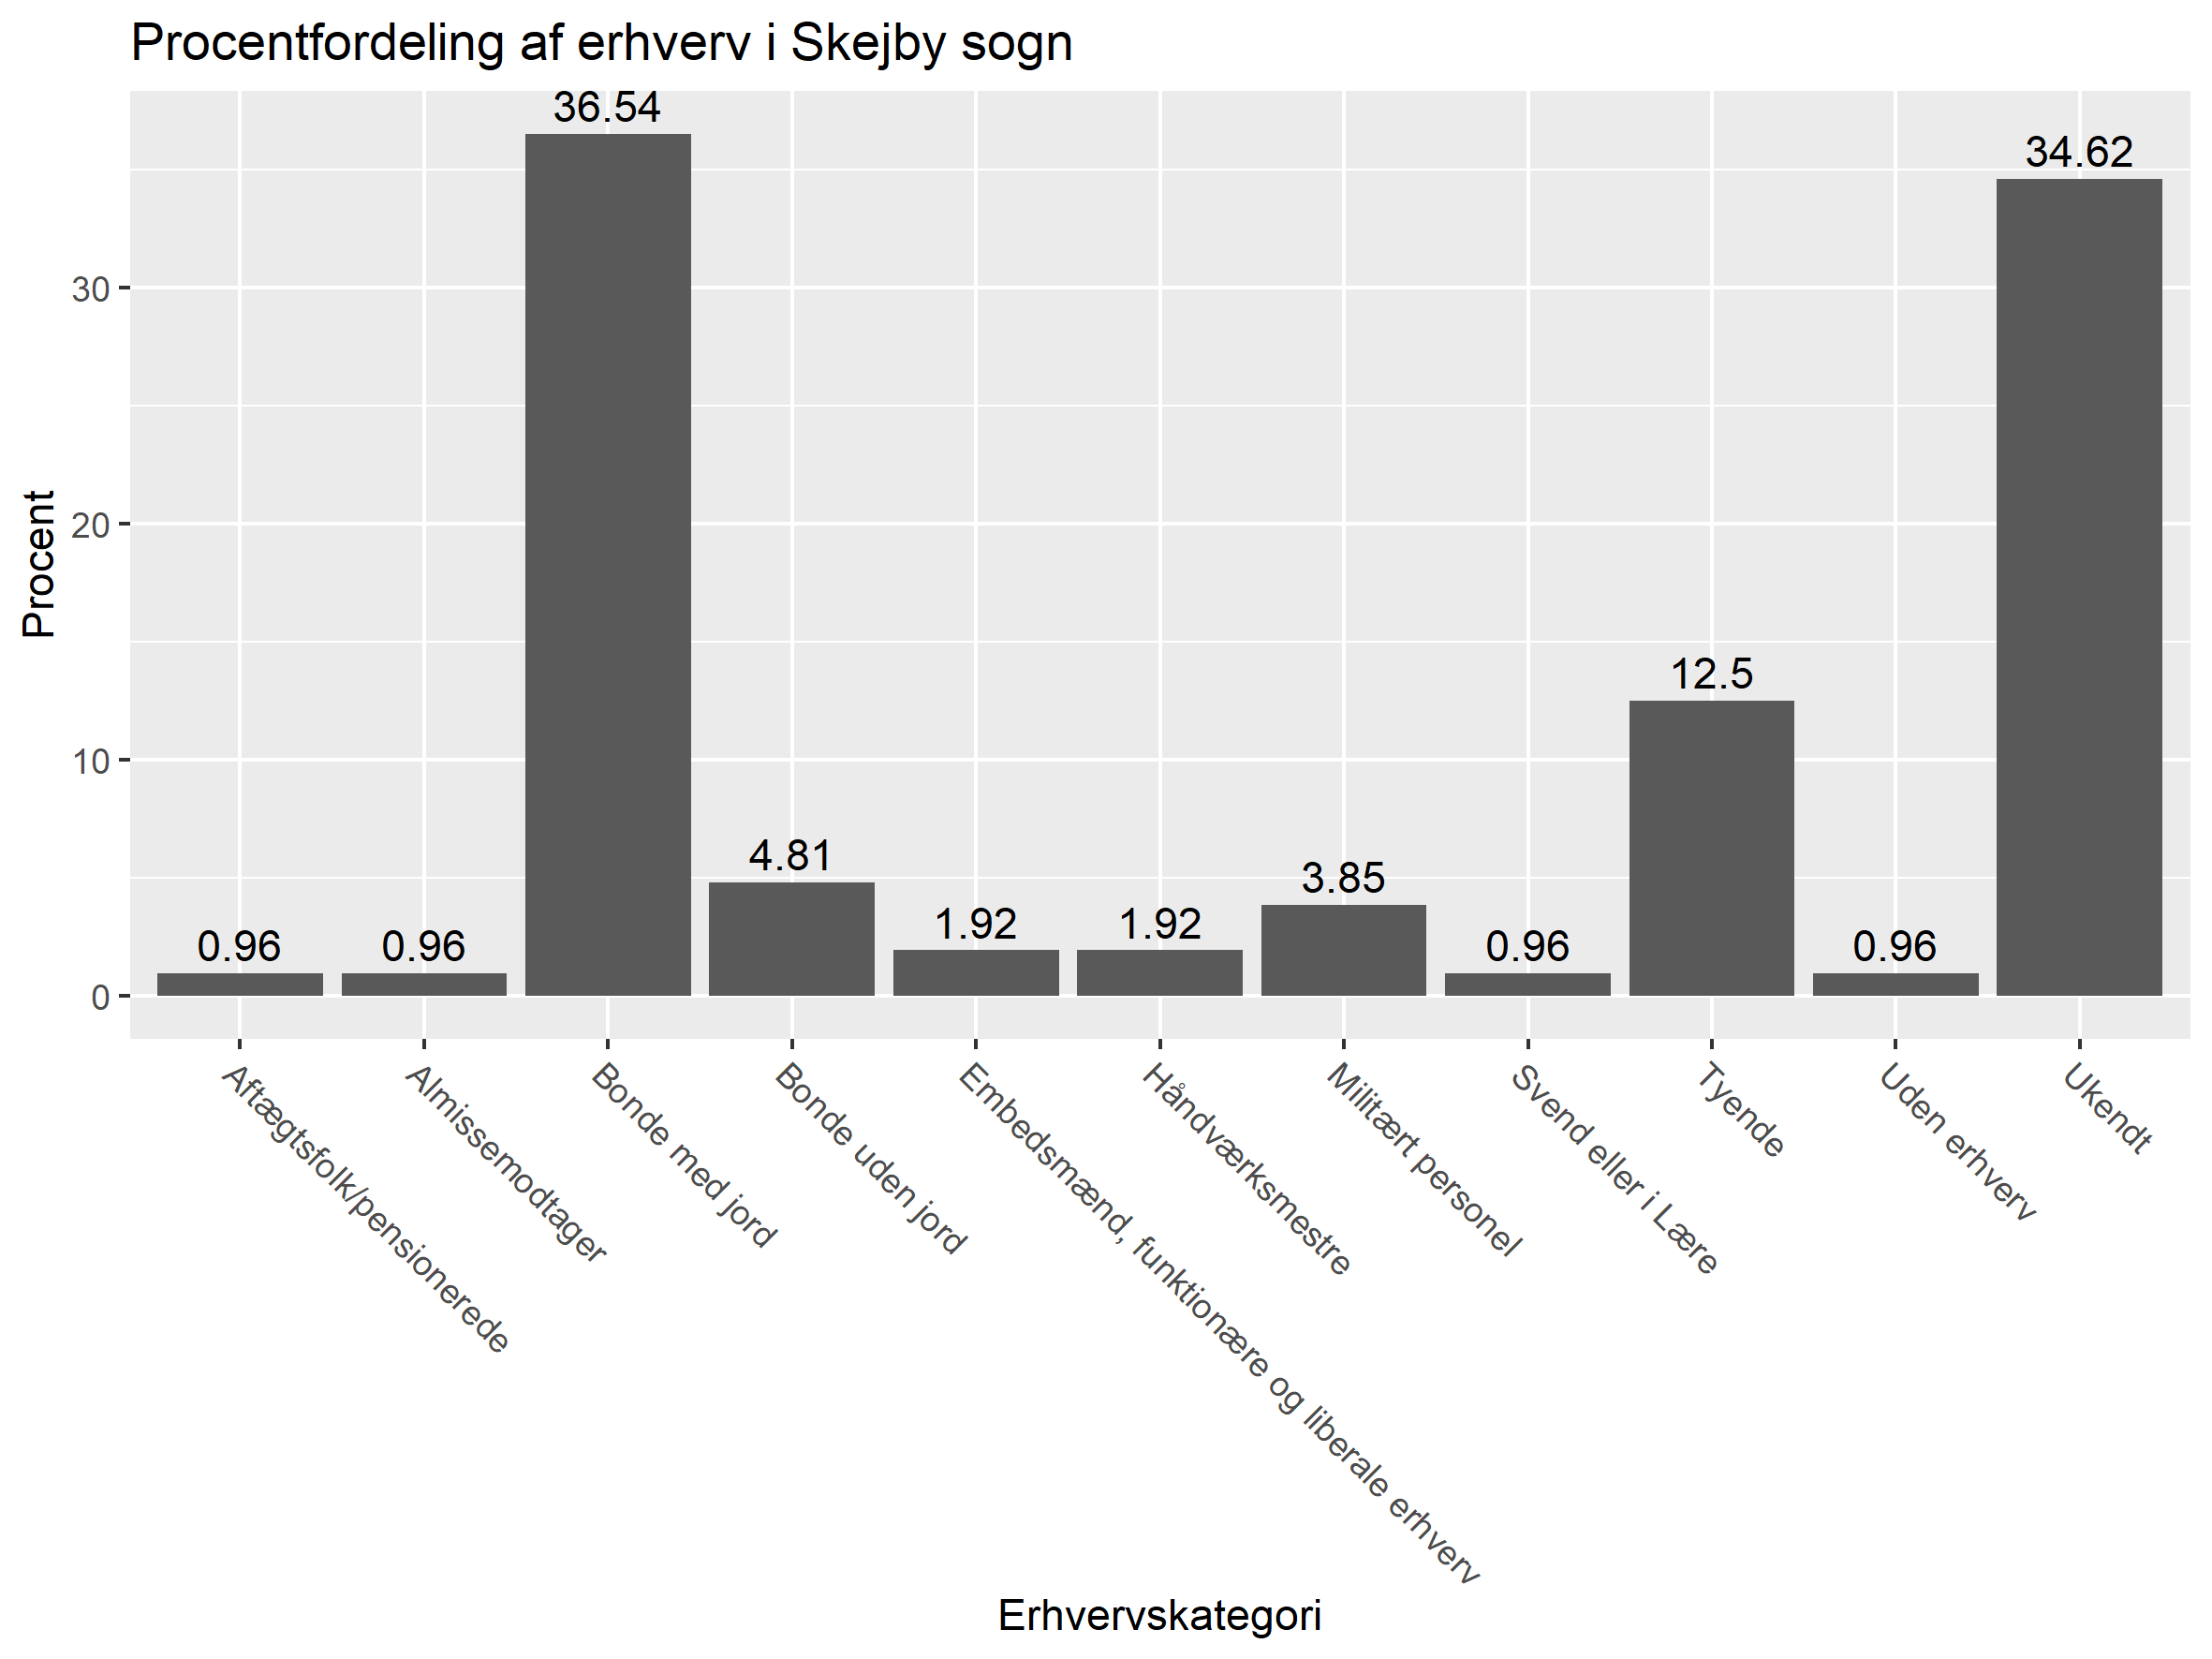 Procentfordeling af erhverv i Skejby sogn
36.54
34.62
30
20
12.5
10
4.81
3.85
1.92
1.92
0.96
0.96
0.96
0.96
0
Procent
Aftægtsfolk/pensionerede
Almissemodtager
Bonde med jord
Bonde uden jord
Embedsmænd, funktionære og liberale erhverv
Håndværksmestre
Militært personel
Svend eller i Lære
Tyende
Uden erhverv
Ukendt
Erhvervskategori